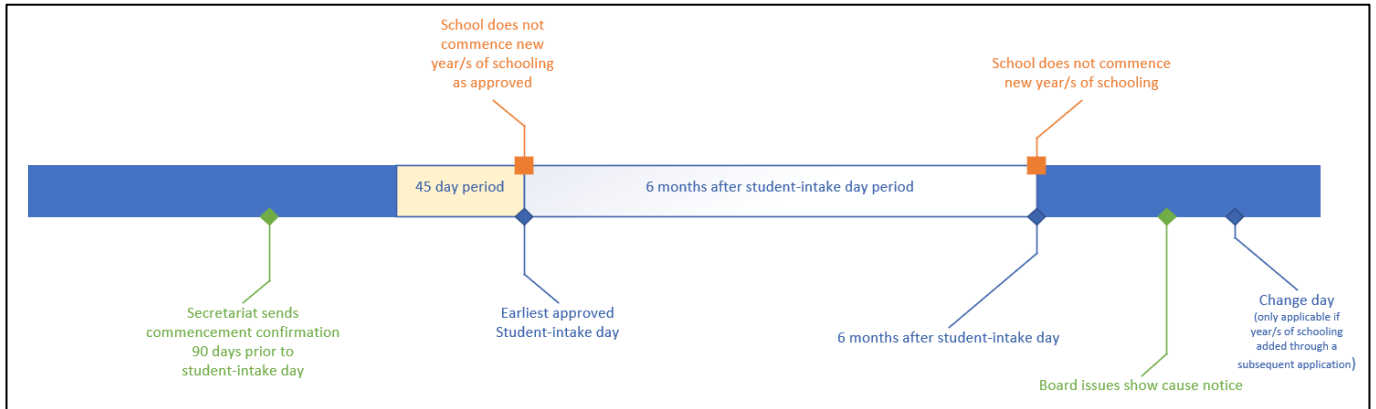 School does not
commence new
year/s of schooling
as approved
School does not commence
new year/s of schooling
45 day period
6 months after student-intake day period
Secretariat sends
commencement confirmation
90 days prior to
student-intake day
Earliest approved
Student-intake day
6 months after student-intake day
Board issues show cause notice
Change day
(only applicable if
year/s of schooling
added through a
subsequent application)